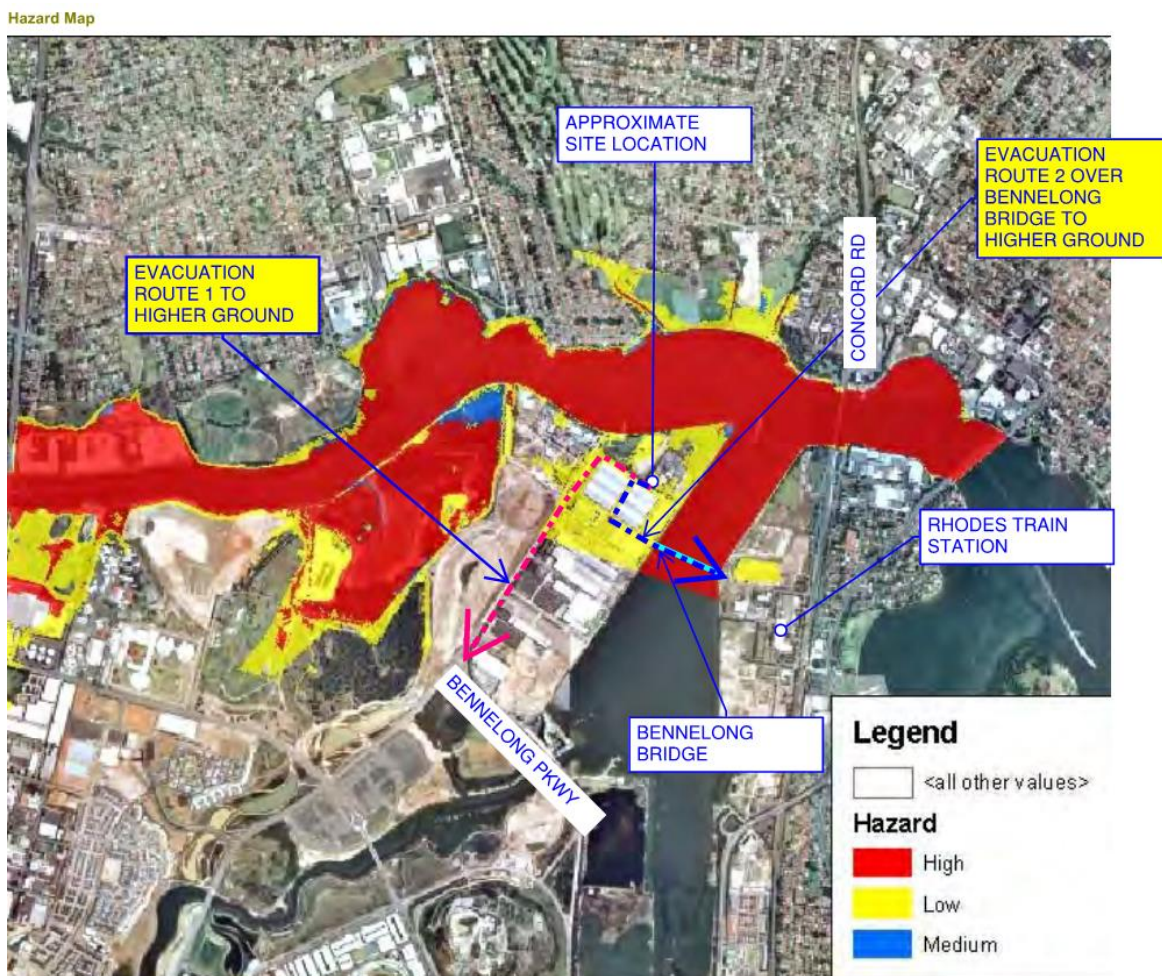 Hazard Map
APPROXIMATE
SITE LOCATION
EVACUATION
ROUTE 2 OVER
BENNELONG
BRIDGE TO
HIGHER GROUND
EVACUATION
ROUTE 1 TO
HIGHER GROUND
CONCORD RD
RHODES TRAIN
STATION
BENNELONG PKWY
BENNELONG
BRIDGE
Legend
<all other values>
Hazard
High
Low
Medium